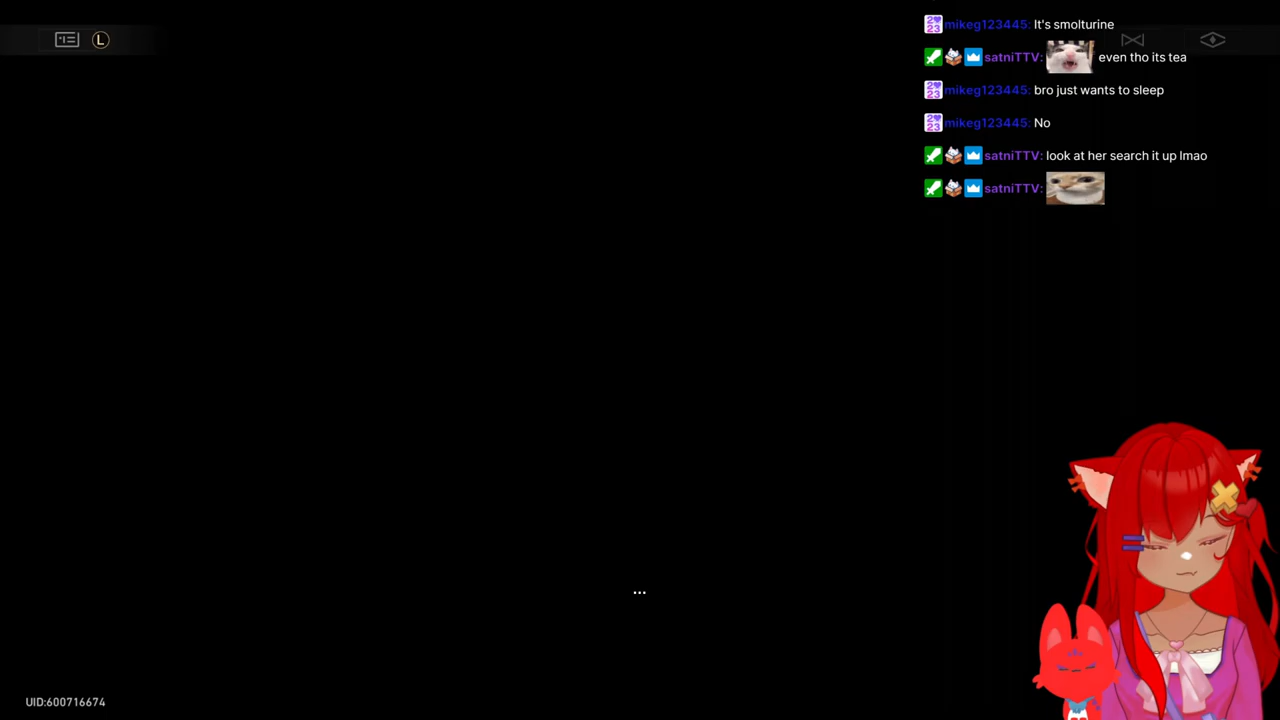 mikeg123445: It's smolturine
L
satniTTV: even tho its tea
mikeg123445: bro just wants to sleep
mikeg123445: No
satniTTV: look at her search it up lmao
satniTTV:
...
UID:600716674